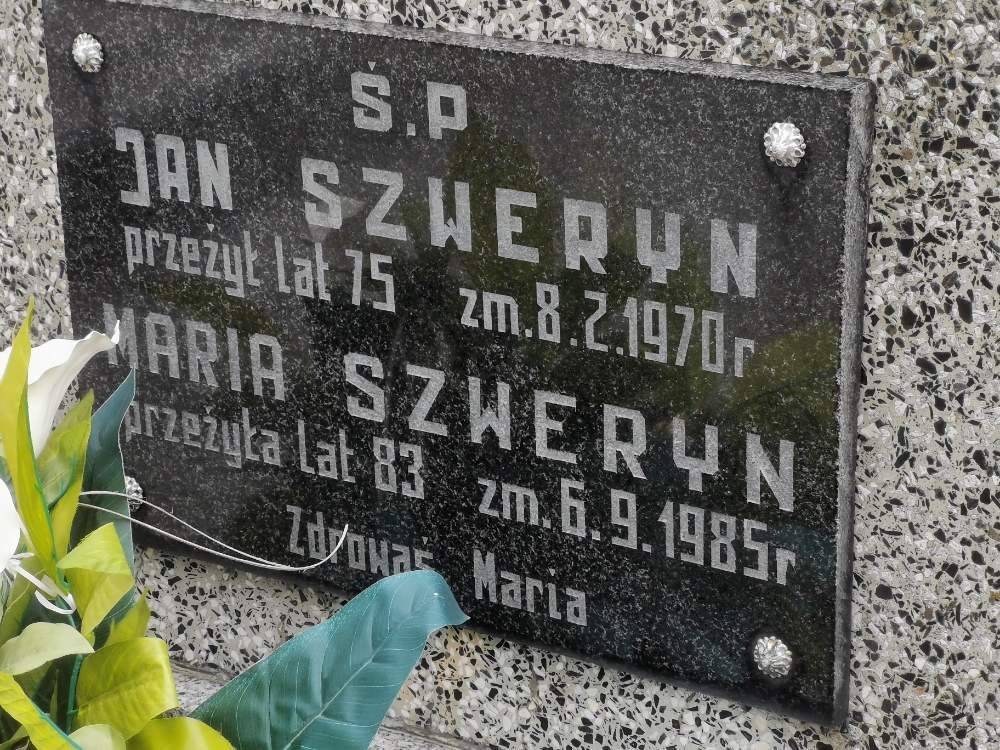 Ś.P
JAN SZWERYN
przeżył lat 75 zm.8.2.1970r
MARIA SZWERYN
przeżyła lat 83 zm.6.9.1985r
Zdrowaś Maria